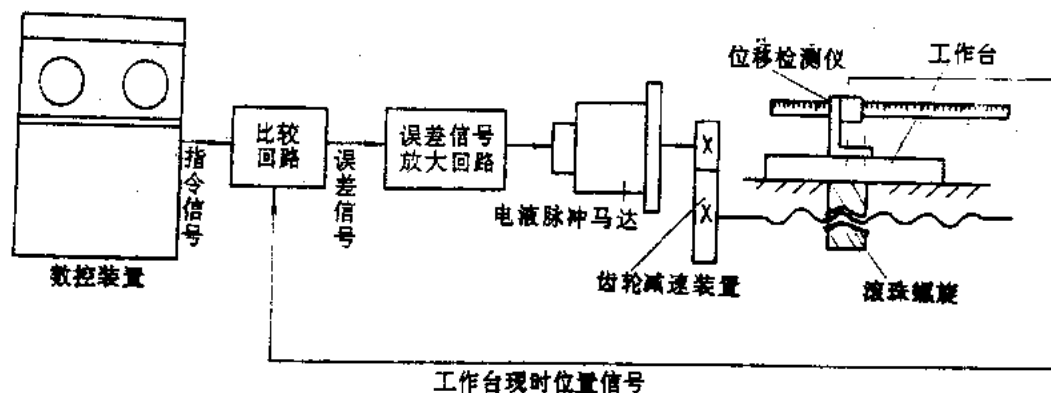 位移检测仪
工作台
比较
回路
误差信号
放大回路
指令信号
误差信号
电液脉冲马达
数控装置
齿轮减速装置
滚珠螺旋
工作台现时位置信号